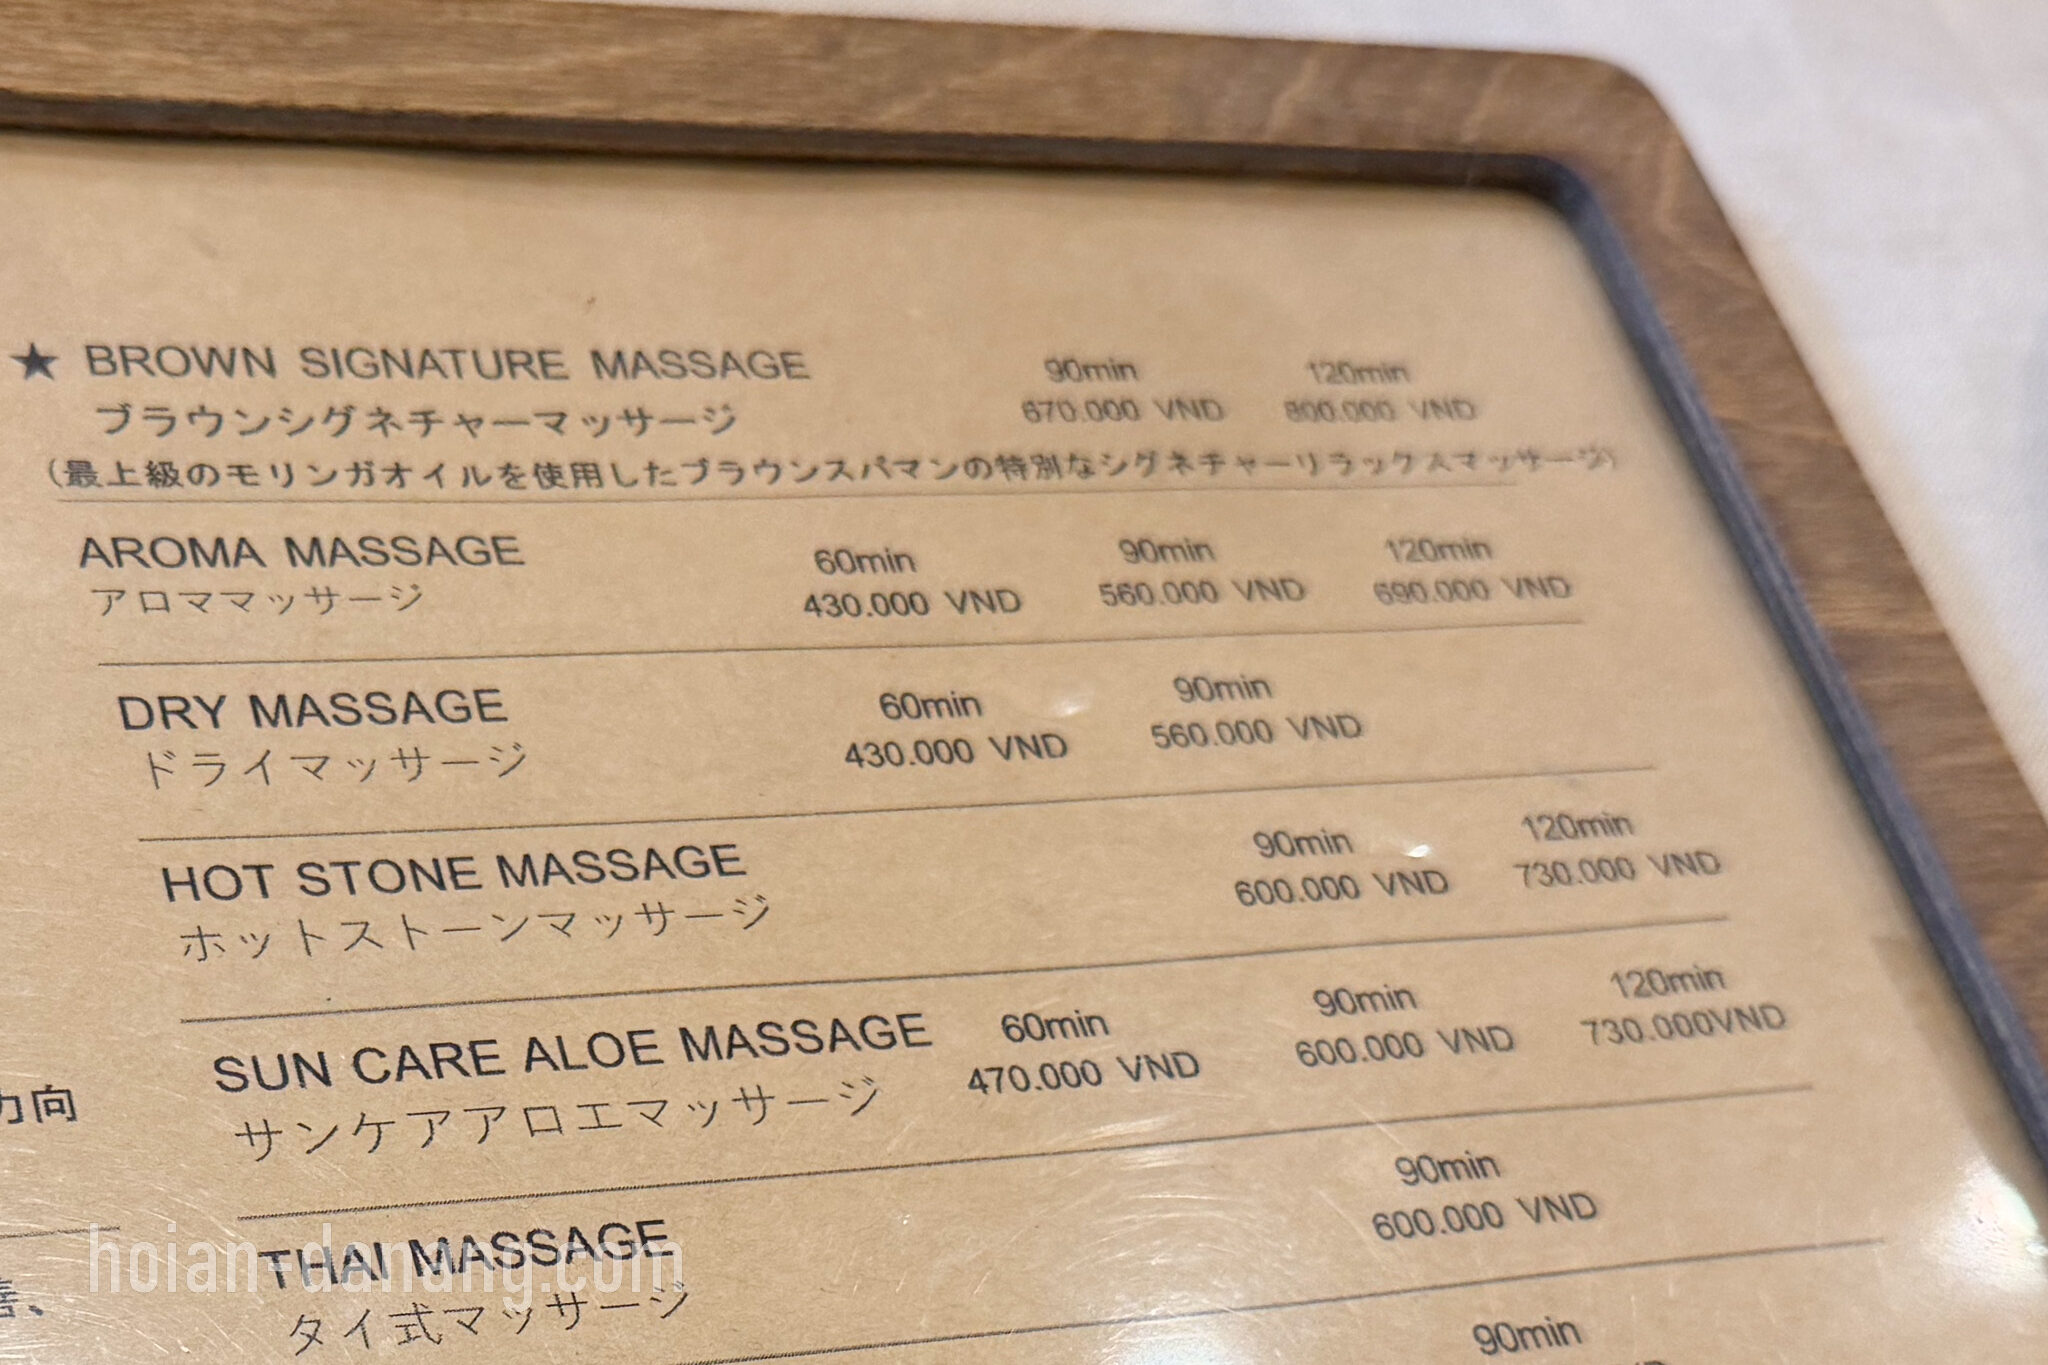 ★ BROWN SIGNATURE MASSAGE 90min 120min
ブラウンシグネチャーマッサージ 670.000 VND 800.000 VND
(最上級のモリンガオイルを使用したブラウンスパマンの特別なシグネチャーリラックスマッサージ)
AROMA MASSAGE 60min 90min 120min
アロママッサージ 430.000 VND 560.000 VND 690.000 VND
DRY MASSAGE 60min 90min
ドライマッサージ 430.000 VND 560.000 VND
HOT STONE MASSAGE 90min 120min
ホットストーンマッサージ 600.000 VND 730.000 VND
SUN CARE ALOE MASSAGE 60min 90min 120min
サンケアアロエマッサージ 470.000 VND 600.000 VND 730.000VND
向
THAI MASSAGE 90min
タイ式マッサージ 600.000 VND
90min
hoian-danang.com